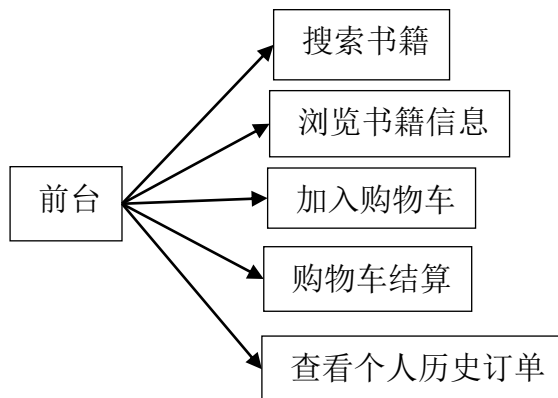 搜索书籍
浏览书籍信息
前台
加入购物车
购物车结算
查看个人历史订单